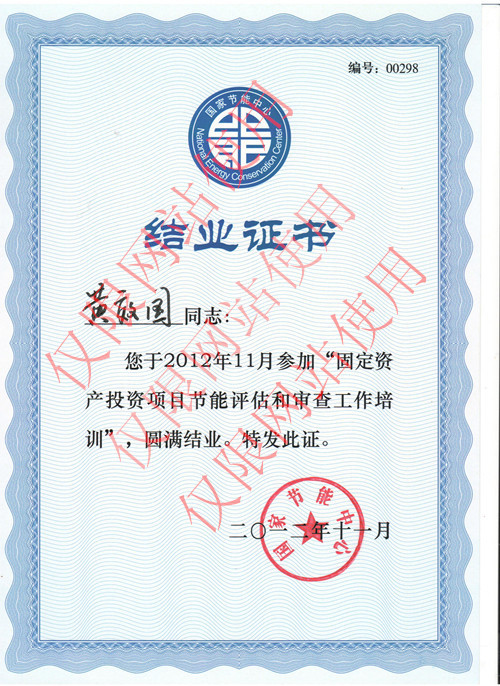 编号：00298
国家节能中心
National Energy Conservation Center
结业证书
黄敬国 同志：
您于2012年11月参加“固定资
产投资项目节能评估和审查工作培
训”，圆满结业。特发此证。
二〇一二年十一月
国家节能中心
仅限网站使用
仅限网站使用
仅限网站使用